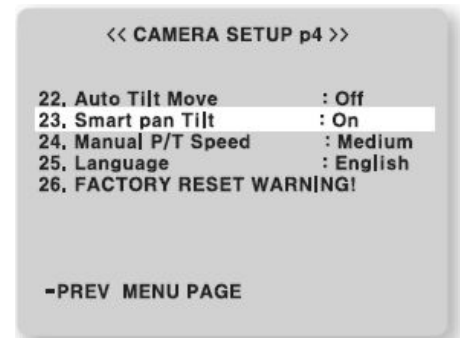 << CAMERA SETUP p4 >>
22, Auto Tilt Move : Off
23, Smart pan Tilt : On
24, Manual P/T Speed : Medium
25, Language : English
26, FACTORY RESET WARNING!
-PREV MENU PAGE